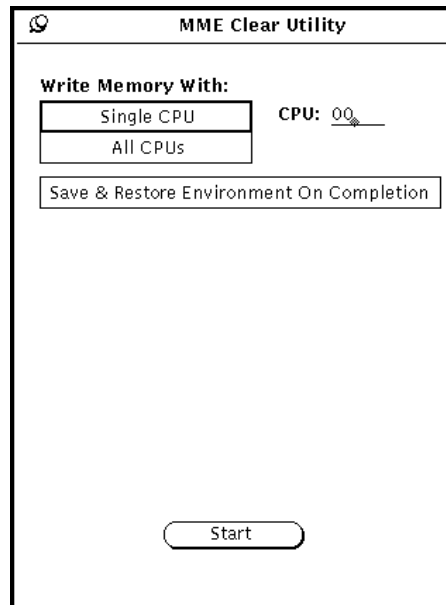 MME Clear Utility
Write Memory With:
Single CPU CPU: 00
All CPUs
Save & Restore Environment On Completion
Start